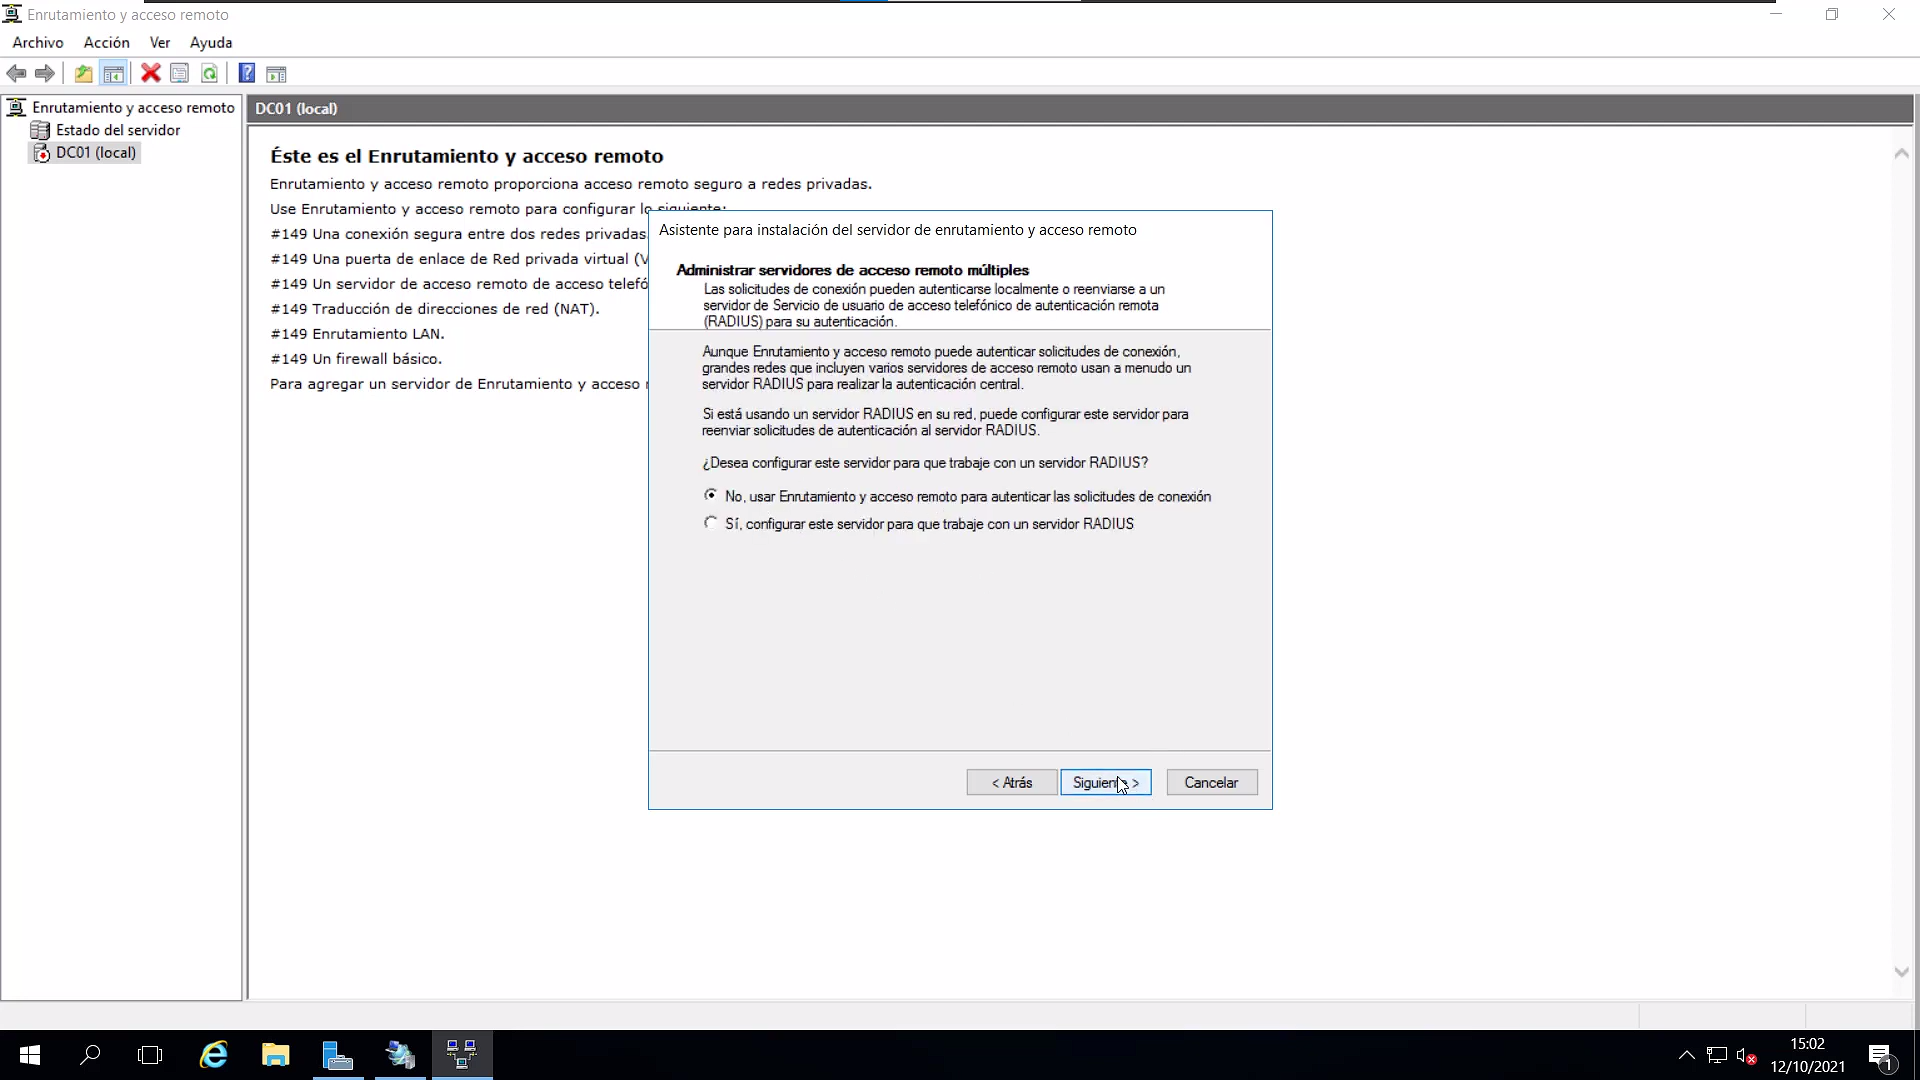 Enrutamiento y acceso remoto
Archivo Acción Ver Ayuda
Enrutamiento y acceso remoto
Estado del servidor
DC01 (local)
DC01 (local)
Éste es el Enrutamiento y acceso remoto
Enrutamiento y acceso remoto proporciona acceso remoto seguro a redes privadas.
Use Enrutamiento y acceso remoto para configurar lo siguiente:
#149 Una conexión segura entre dos redes privadas.
#149 Una puerta de enlace de Red privada virtual (V
#149 Un servidor de acceso remoto de acceso telefó
#149 Traducción de direcciones de red (NAT).
#149 Enrutamiento LAN.
#149 Un firewall básico.
Para agregar un servidor de Enrutamiento y acceso r
Asistente para instalación del servidor de enrutamiento y acceso remoto
Administrar servidores de acceso remoto múltiples
Las solicitudes de conexión pueden autenticarse localmente o reenviarse a un
servidor de Servicio de usuario de acceso telefónico de autenticación remota
(RADIUS) para su autenticación.
Aunque Enrutamiento y acceso remoto puede autenticar solicitudes de conexión,
grandes redes que incluyen varios servidores de acceso remoto usan a menudo un
servidor RADIUS para realizar la autenticación central.
Si está usando un servidor RADIUS en su red, puede configurar este servidor para
reenviar solicitudes de autenticación al servidor RADIUS.
¿Desea configurar este servidor para que trabaje con un servidor RADIUS?
No, usar Enrutamiento y acceso remoto para autenticar las solicitudes de conexión
Sí, configurar este servidor para que trabaje con un servidor RADIUS
< Atrás Siguiente > Cancelar
15:02
12/10/2021
1